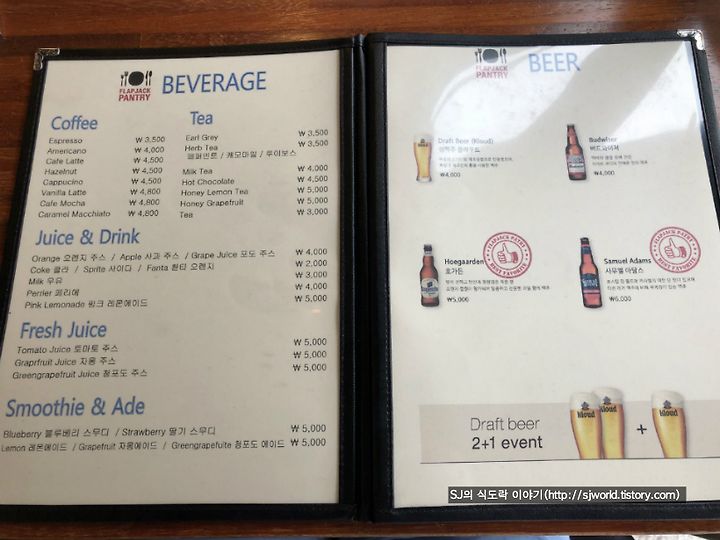 FLAPJACK
PANTRY
BEVERAGE
Coffee
Espresso ₩ 3,500
Americano ₩ 4,000
Cafe Latte ₩ 4,500
Hazelnut ₩ 4,500
Cappucino ₩ 4,500
Vanilla Latte ₩ 4,800
Cafe Mocha ₩ 4,800
Caramel Macchiato ₩ 4,800
Tea
Earl Grey ₩ 3,500
Herb Tea ₩ 3,500
페퍼민트 / 캐모마일 / 루이보스
Milk Tea ₩ 4,000
Hot Chocolate ₩ 4,500
Honey Lemon Tea ₩ 5,000
Honey Grapefruit ₩ 5,000
Tea ₩ 3,000
Juice & Drink
Orange 오렌지 주스 / Apple 사과 주스 / Grape Juice 포도 주스 ₩ 4,000
Coke 콜라 / Sprite 사이다 / Fanta 환타 오렌지 ₩ 2,000
Milk 우유 ₩ 3,000
Perrier 페리에 ₩ 4,000
Pink Lemonade 핑크 레몬에이드 ₩ 5,000
Fresh Juice
Tomato Juice 토마토 주스 ₩ 5,000
Graprfruit Juice 자몽 주스 ₩ 5,000
Greengrapefruit Juice 청포도 주스 ₩ 5,000
Smoothie & Ade
Blueberry 블루베리 스무디 / Strawberry 딸기 스무디 ₩ 5,000
Lemon 레몬에이드 / Grapefruit 자몽에이드 / Greengrapefuite 청포도 에이드 ₩ 5,000
FLAPJACK
PANTRY
BEER
Draft Beer (Kloud)
₩4,000
Budwiser
버드와이저
₩4,000
Hoegaarden
호가든
₩5,000
FLAPJACK PATRY
BEST FAVORITE
Samuel Adams
사무엘 아담스
₩6,000
FLAPJACK PATRY
BEST FAVORITE
Draft beer
2+1 event
Kloud
Kloud
+
Kloud
SJ의 식도락 이야기(http://sjworld.tistory.com)